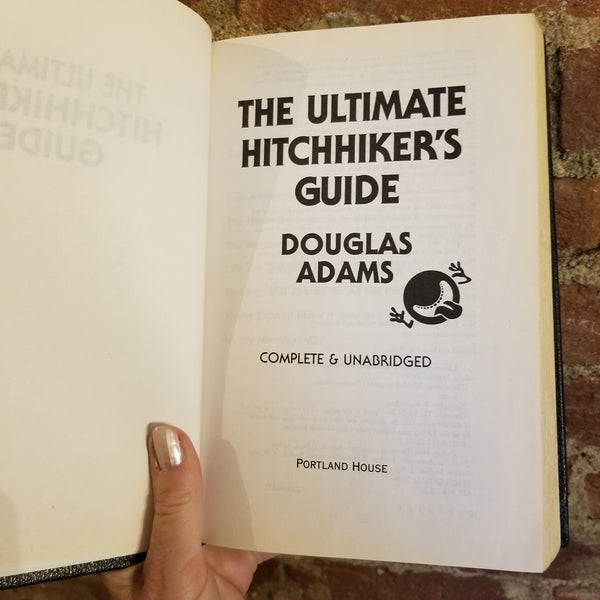 THE ULTIMATE
HITCHHIKER'S
GUIDE
DOUGLAS
ADAMS
COMPLETE & UNABRIDGED
PORTLAND HOUSE